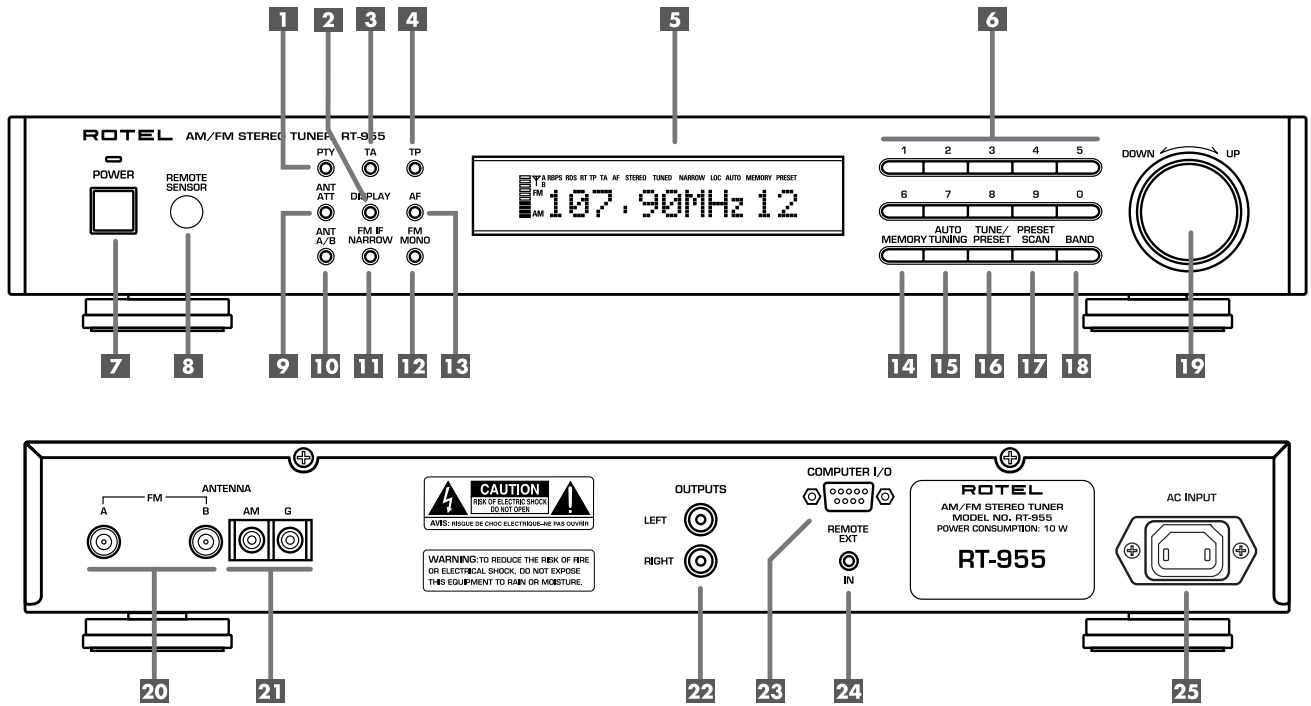 1 2 3 4 5 6
ROTEL AM/FM STEREO TUNER RT-955
PTY TA TP
POWER
REMOTE
SENSOR
ANT
ATT
DISPLAY
AF
ANT
A/B
FM IF
NARROW
FM
MONO
A RBPS RDS RT TP TA AF STEREO TUNED NARROW LOC AUTO MEMORY PRESET
B
FM
AM
107.90MHz 12
1 2 3 4 5
6 7 8 9 0
MEMORY
AUTO
TUNING
TUNE/
PRESET
PRESET
SCAN
BAND
DOWN UP
7 8 9 10 11 12 13 14 15 16 17 18 19
ANTENNA
FM
A B AM G
CAUTION
RISK OF ELECTRIC SHOCK
DO NOT OPEN
AVIS: RISQUE DE CHOC ELECTRIQUE–NE PAS OUVRIR
WARNING: TO REDUCE THE RISK OF FIRE
OR ELECTRICAL SHOCK, DO NOT EXPOSE
THIS EQUIPMENT TO RAIN OR MOISTURE.
OUTPUTS
LEFT
RIGHT
COMPUTER I/O
REMOTE
EXT
IN
ROTEL
AM/FM STEREO TUNER
MODEL NO. RT-955
POWER CONSUMPTION: 10 W
RT-955
AC INPUT
20 21 22 23 24 25